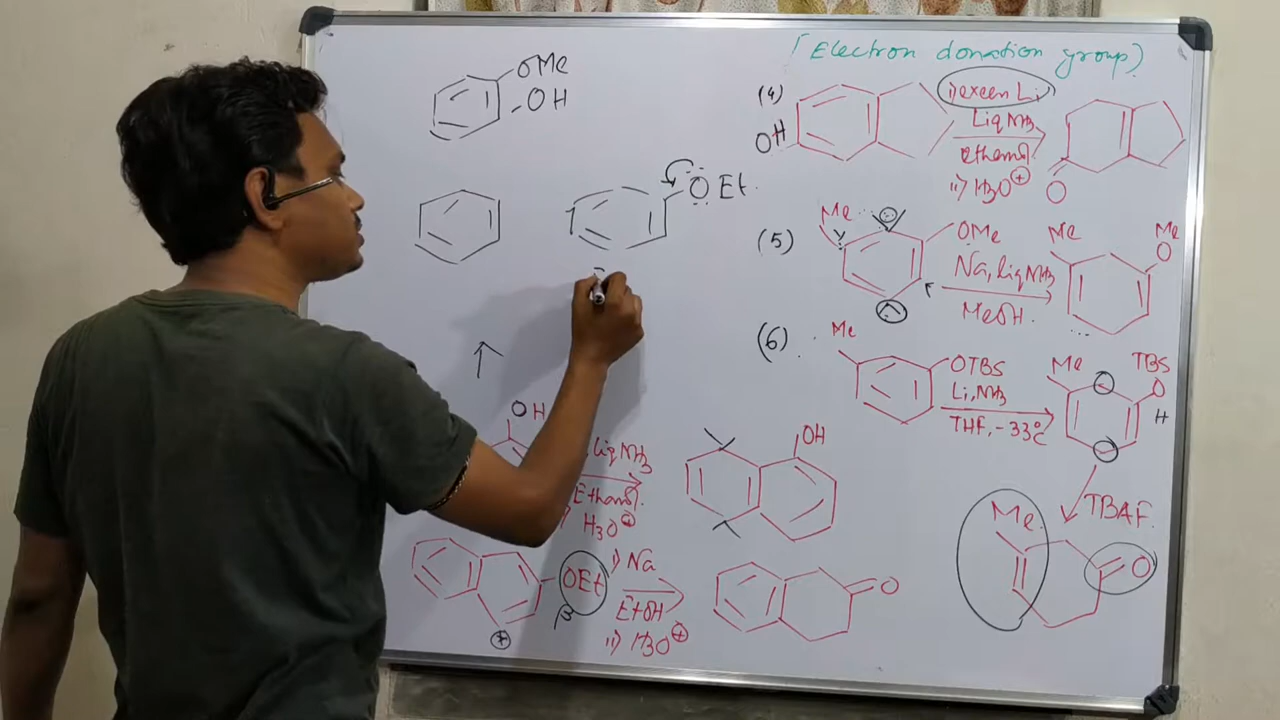 (Electron donation group)
OMe
OH
OEt
(4)
OH
i) exeen Li
Liq NH3
Ethanol
ii) H3O⊕
O
(5)
Me
OMe
Na, liq NH3
MeOH.
Me
Me
O
(6)
Me
OTBS
Li, NH3
THF, -33°C
Me
TBS
O
H
TBAF.
Me
O
OH
liq NH3
Ethanol.
H3O⊕
OH
OEt
β
i) Na
EtOH
ii) H3O⊕
O